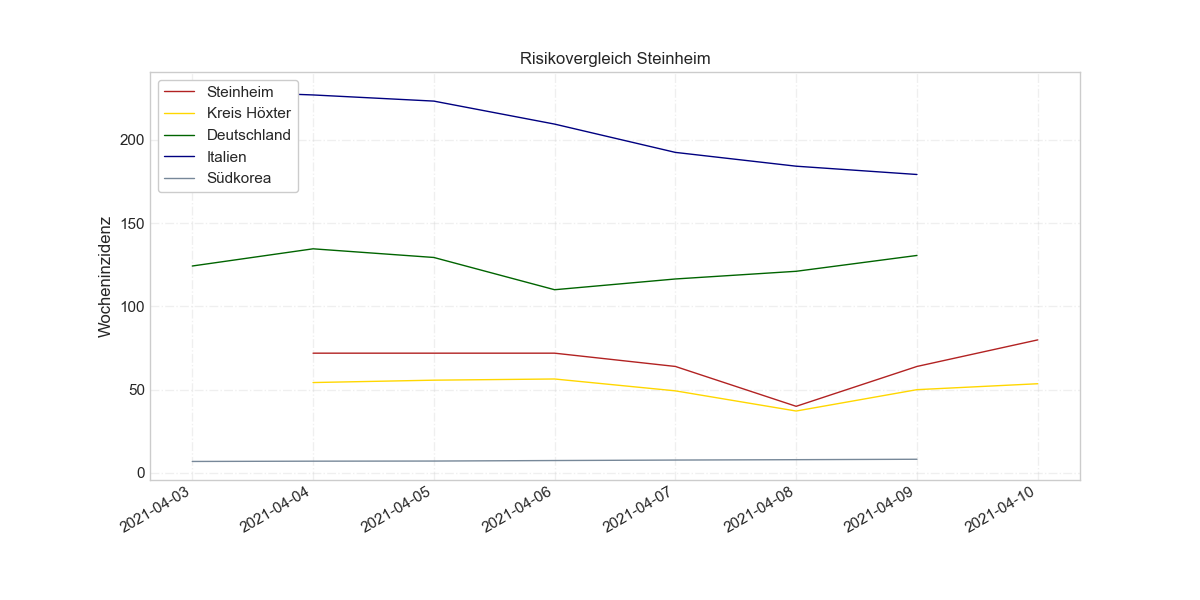 Risikovergleich Steinheim
Steinheim
Kreis Höxter
Deutschland
Italien
Südkorea
Wocheninzidenz
200
150
100
50
0
2021-04-03
2021-04-04
2021-04-05
2021-04-06
2021-04-07
2021-04-08
2021-04-09
2021-04-10